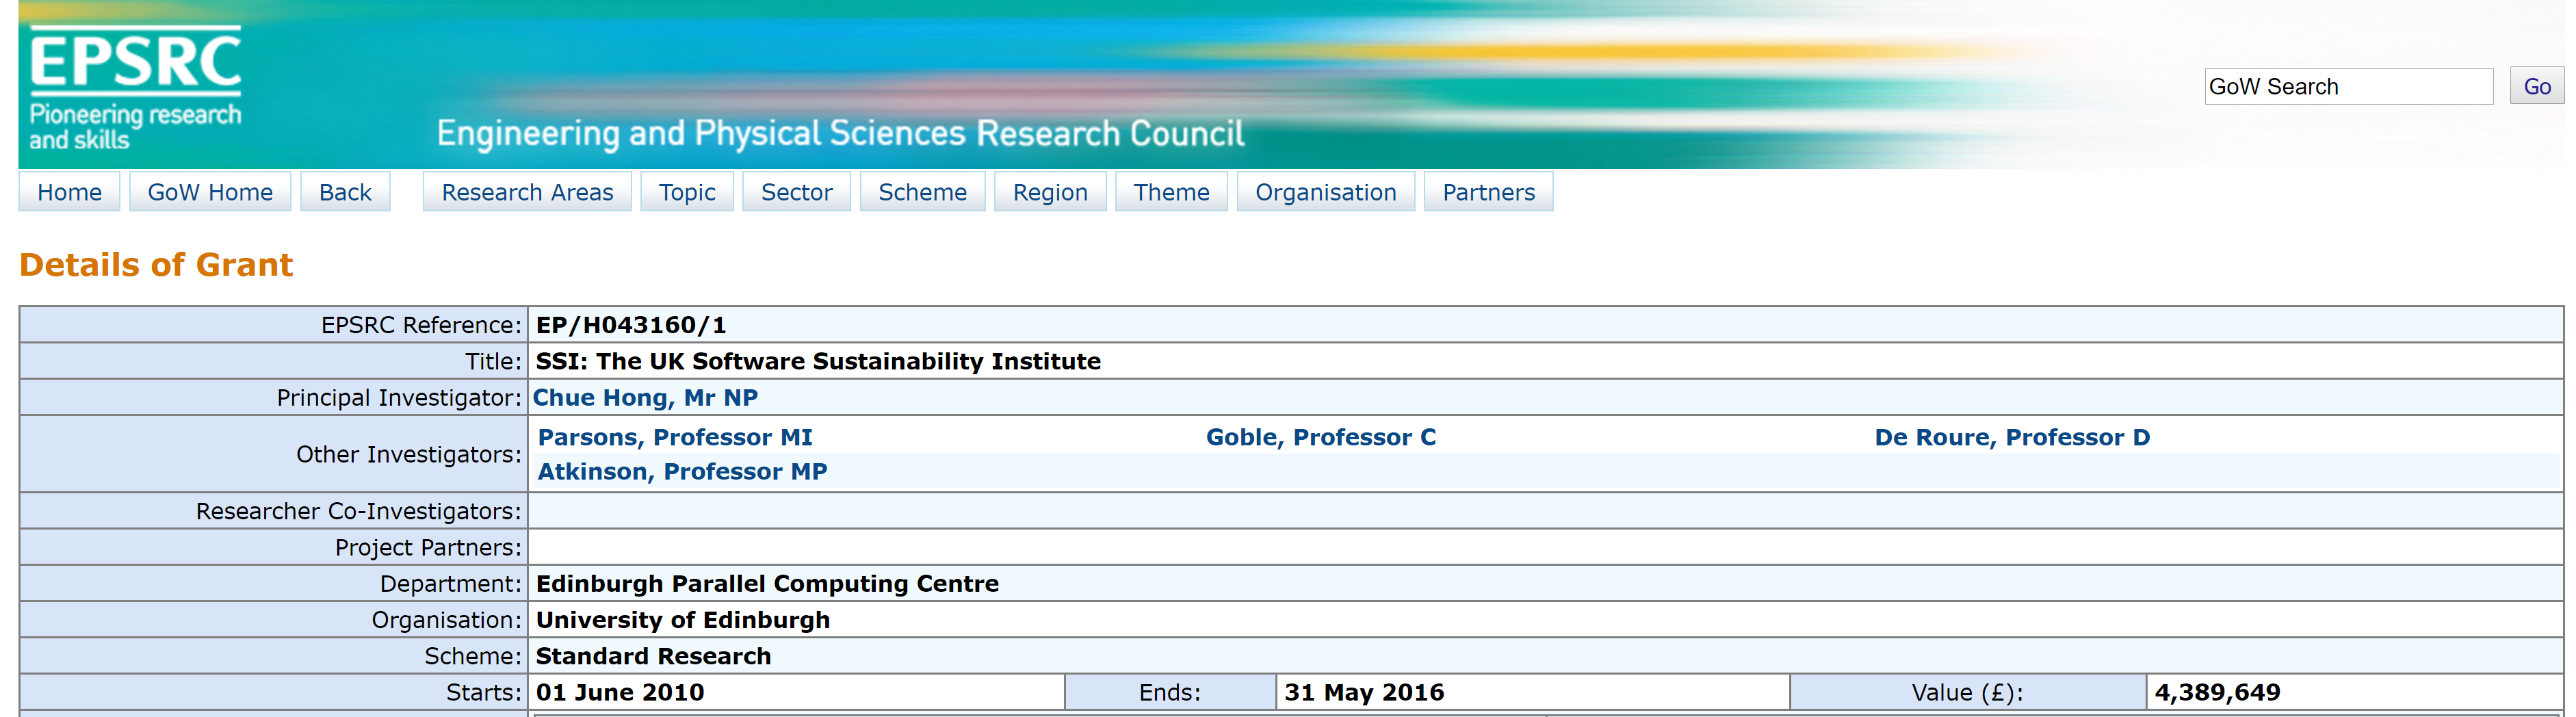 EPSRC
Pioneering research
and skills
Engineering and Physical Sciences Research Council
GoW Search Go
Home GoW Home Back Research Areas Topic Sector Scheme Region Theme Organisation Partners
Details of Grant
EPSRC Reference: EP/H043160/1
Title: SSI: The UK Software Sustainability Institute
Principal Investigator: Chue Hong, Mr NP
Other Investigators: Parsons, Professor MI Goble, Professor C De Roure, Professor D
Atkinson, Professor MP
Researcher Co-Investigators:
Project Partners:
Department: Edinburgh Parallel Computing Centre
Organisation: University of Edinburgh
Scheme: Standard Research
Starts: 01 June 2010 Ends: 31 May 2016 Value (£): 4,389,649